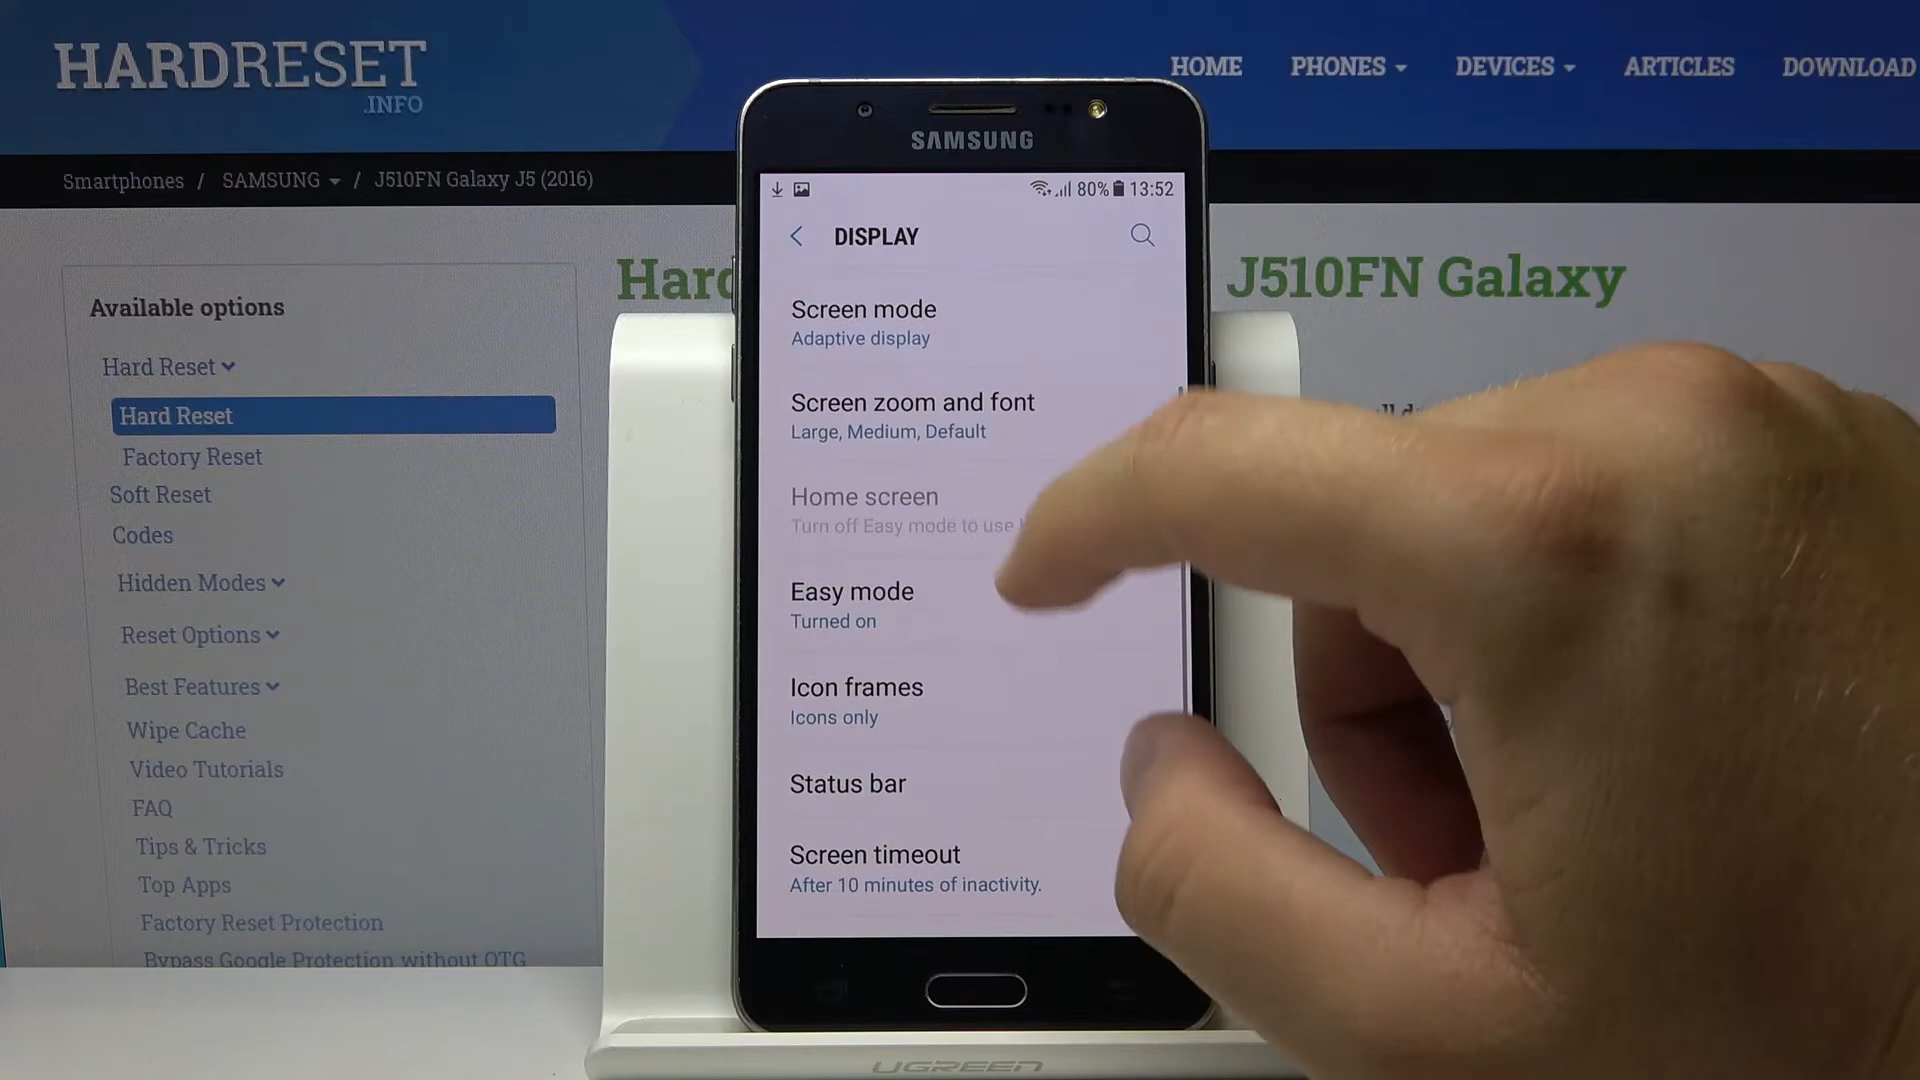 HARDRESET
.INFO
HOME PHONES DEVICES ARTICLES DOWNLOAD
Smartphones / SAMSUNG / J510FN Galaxy J5 (2016)
Available options
Hard Reset
Hard Reset
Factory Reset
Soft Reset
Codes
Hidden Modes
Reset Options
Best Features
Wipe Cache
Video Tutorials
FAQ
Tips & Tricks
Top Apps
Factory Reset Protection
Bypass Google Protection without OTG
J510FN Galaxy
SAMSUNG
80% 13:52
DISPLAY
Screen mode
Adaptive display
Screen zoom and font
Large, Medium, Default
Home screen
Turn off Easy mode to use
Easy mode
Turned on
Icon frames
Icons only
Status bar
Screen timeout
After 10 minutes of inactivity.
UGREEN